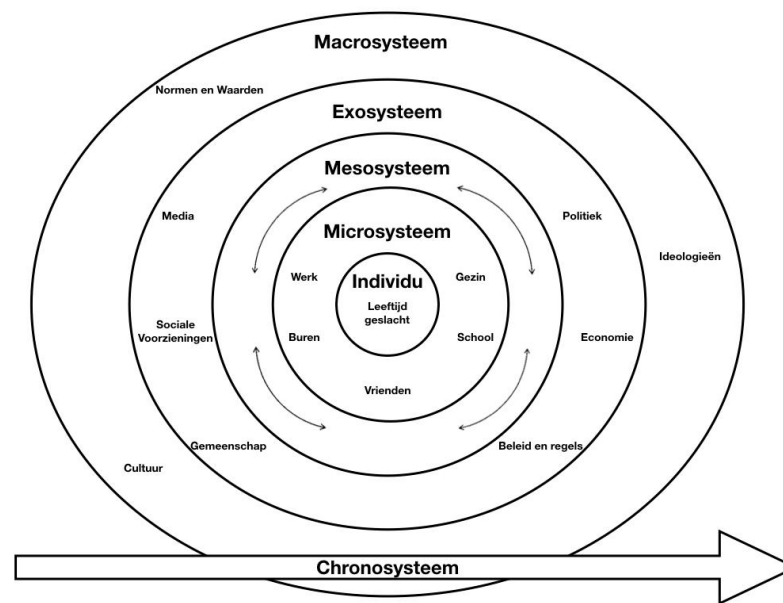 Macrosysteem
Normen en Waarden
Exosysteem
Mesosysteem
Media
Politiek
Microsysteem
Ideologieën
Werk
Individu
Gezin
Leeftijd
geslacht
Sociale
Voorzieningen
Buren
School
Economie
Vrienden
Gemeenschap
Beleid en regels
Cultuur
Chronosysteem